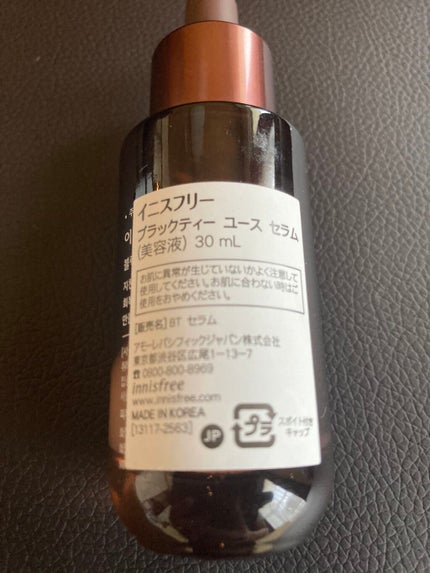 イニスフリー
ブラックティー ユース セラム
(美容液) 30 mL
お肌に異常が生じていないかよく注意して
使用してください。お肌に合わない時はご
使用をおやめください。
[販売名] BT セラム
アモーレパシフィックジャパン株式会社
東京都渋谷区広尾1-13-7
0800-800-8969
innisfree
www.innisfree.com
MADE IN KOREA
[13117-2563]
JP
プラ
スポイト付き
キャップ